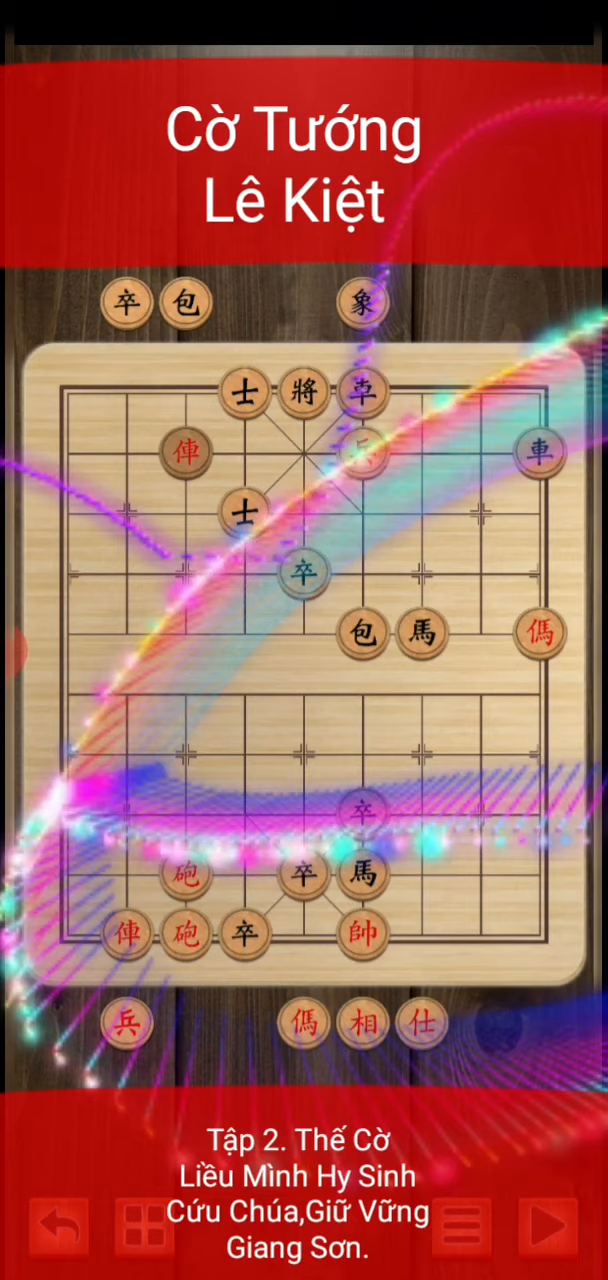 Cờ Tướng
Lê Kiệt
卒 包 象
士 將 車
俥 兵 車
士
卒
包 馬 傌
卒
砲 卒 馬
俥 砲 卒 帥
兵 傌 相 仕
Tập 2. Thế Cờ
Liều Mình Hy Sinh
Cứu Chúa,Giữ Vững
Giang Sơn.